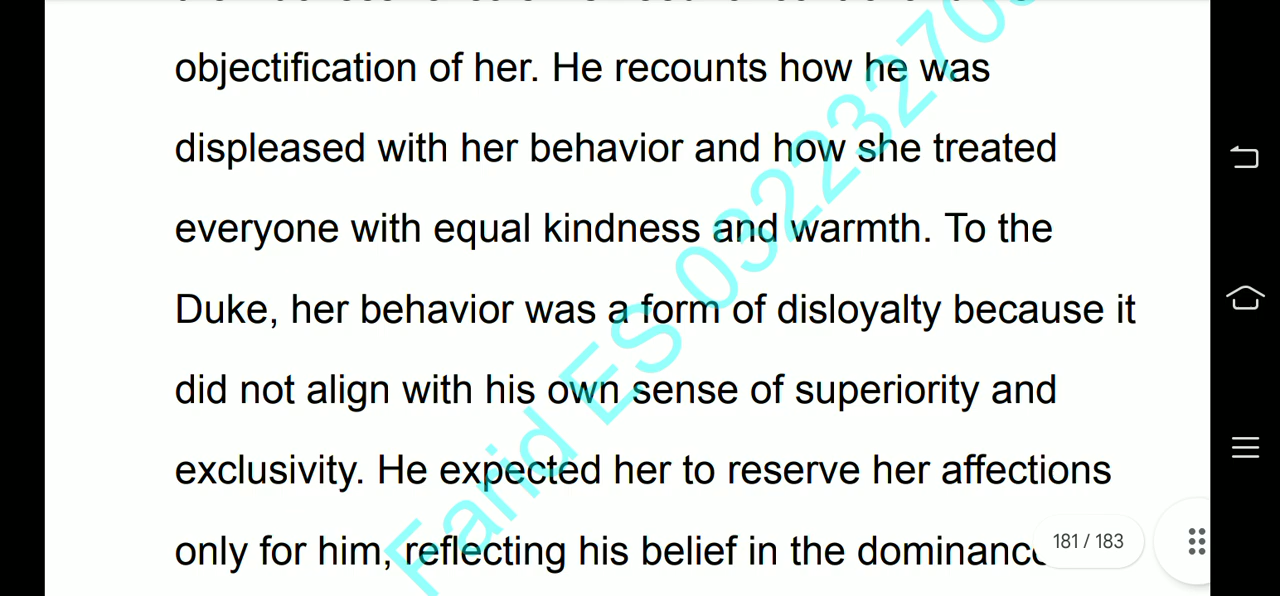 objectification of her. He recounts how he was
displeased with her behavior and how she treated
everyone with equal kindness and warmth. To the
Duke, her behavior was a form of disloyalty because it
did not align with his own sense of superiority and
exclusivity. He expected her to reserve her affections
only for him, reflecting his belief in the dominance
181 / 183
Farid ES 03223270